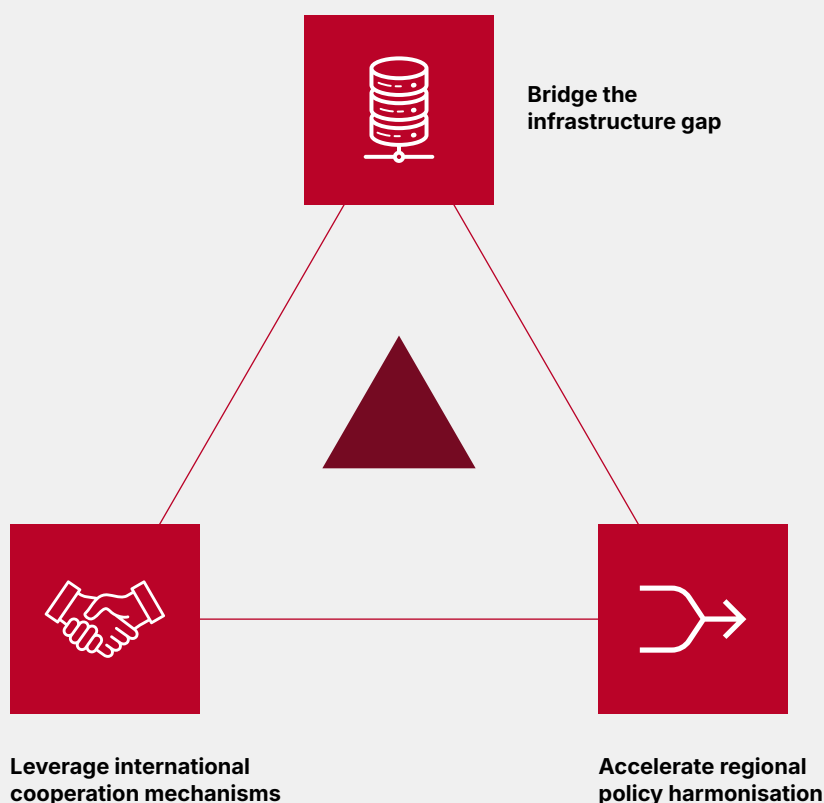 Bridge the
infrastructure gap
Leverage international
cooperation mechanisms
Accelerate regional
policy harmonisation